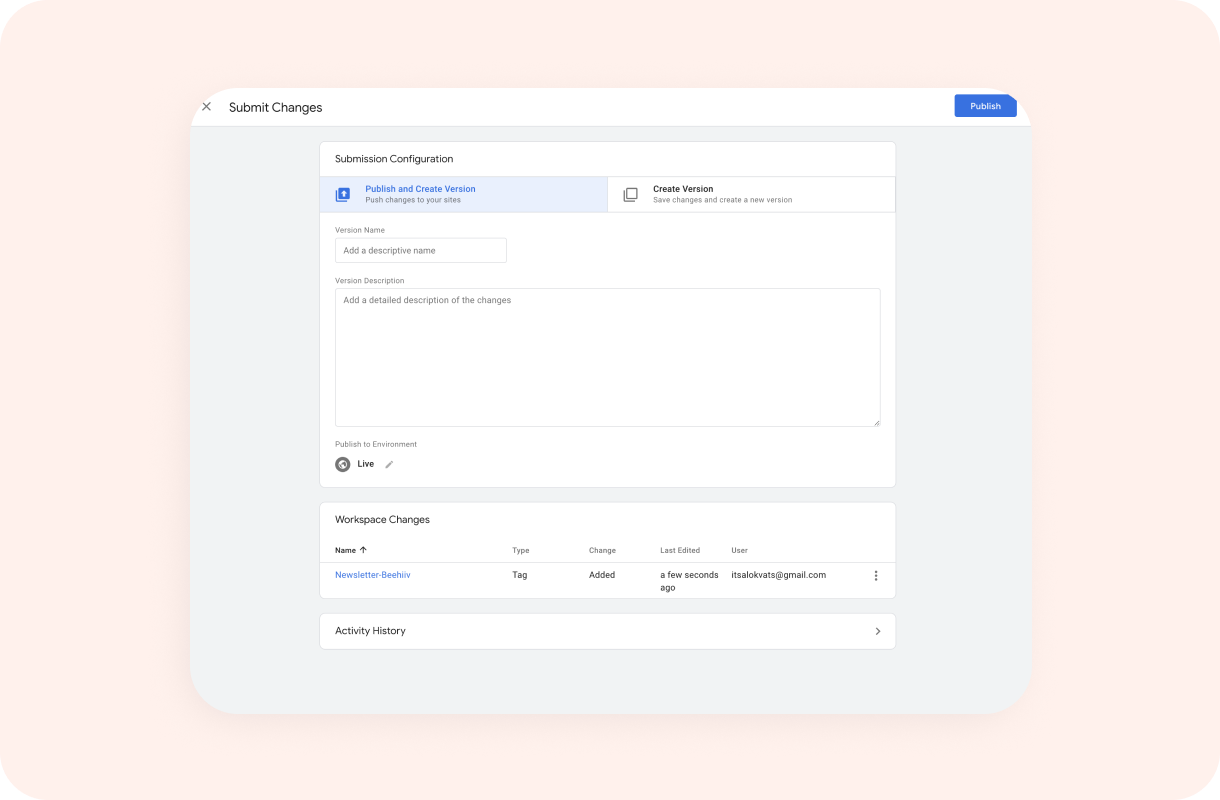 Submit Changes
Publish
Submission Configuration
Publish and Create Version
Push changes to your sites
Create Version
Save changes and create a new version
Version Name
Add a descriptive name
Version Description
Add a detailed description of the changes
Publish to Environment
Live
Workspace Changes
Name Type Change Last Edited User
Newsletter-Beehiiv Tag Added a few seconds itsalokvats@gmail.com
ago
Activity History